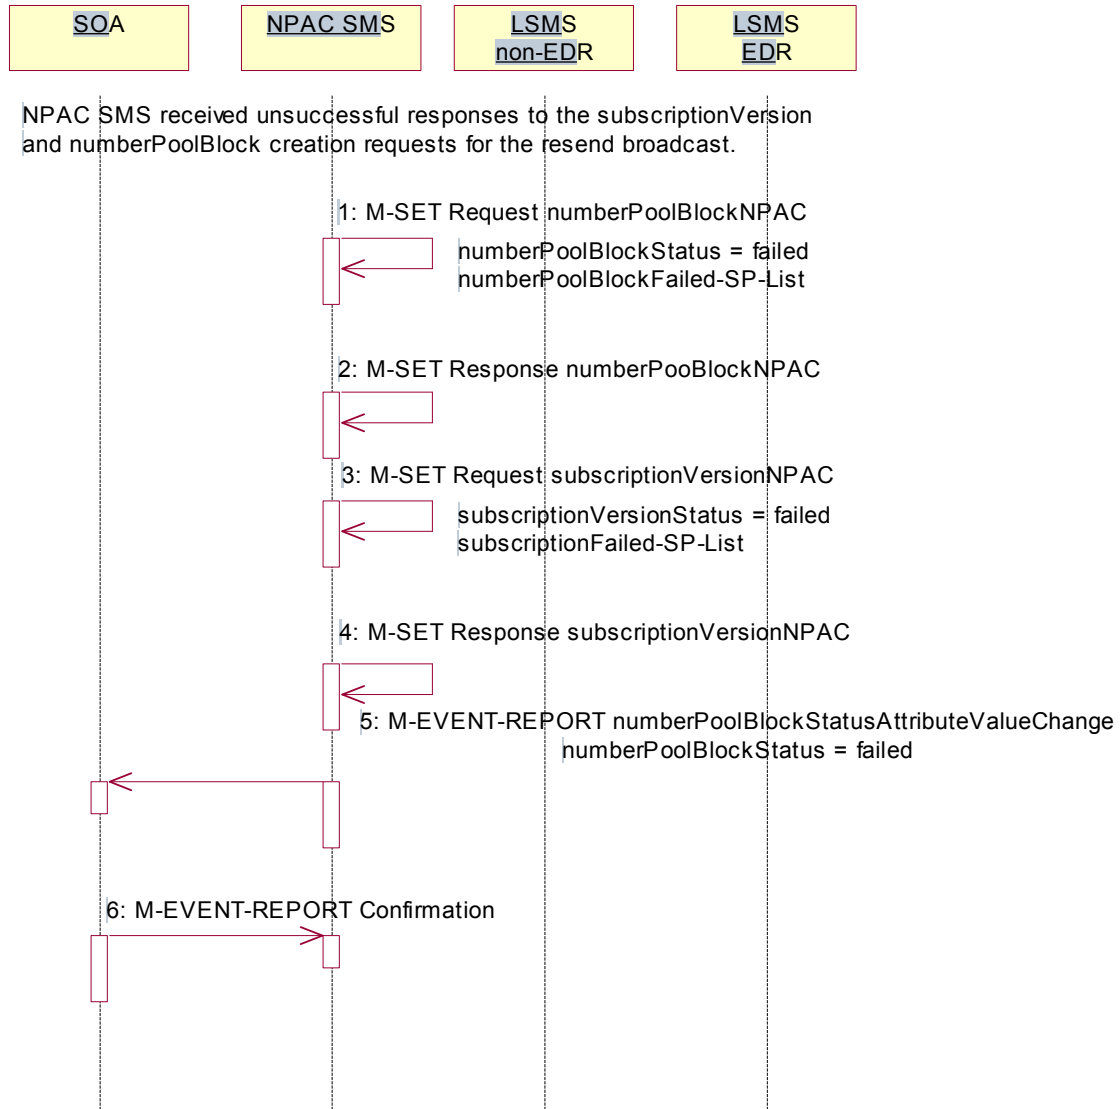 SOA
NPAC SMS
LSMS
non-EDR
LSMS
EDR
NPAC SMS received unsuccessful responses to the subscriptionVersion
and numberPoolBlock creation requests for the resend broadcast.
1: M-SET Request numberPoolBlockNPAC
numberPoolBlockStatus = failed
numberPoolBlockFailed-SP-List
2: M-SET Response numberPooBlockNPAC
3: M-SET Request subscriptionVersionNPAC
subscriptionVersionStatus = failed
subscriptionFailed-SP-List
4: M-SET Response subscriptionVersionNPAC
5: M-EVENT-REPORT numberPoolBlockStatusAttributeValueChange
numberPoolBlockStatus = failed
6: M-EVENT-REPORT Confirmation